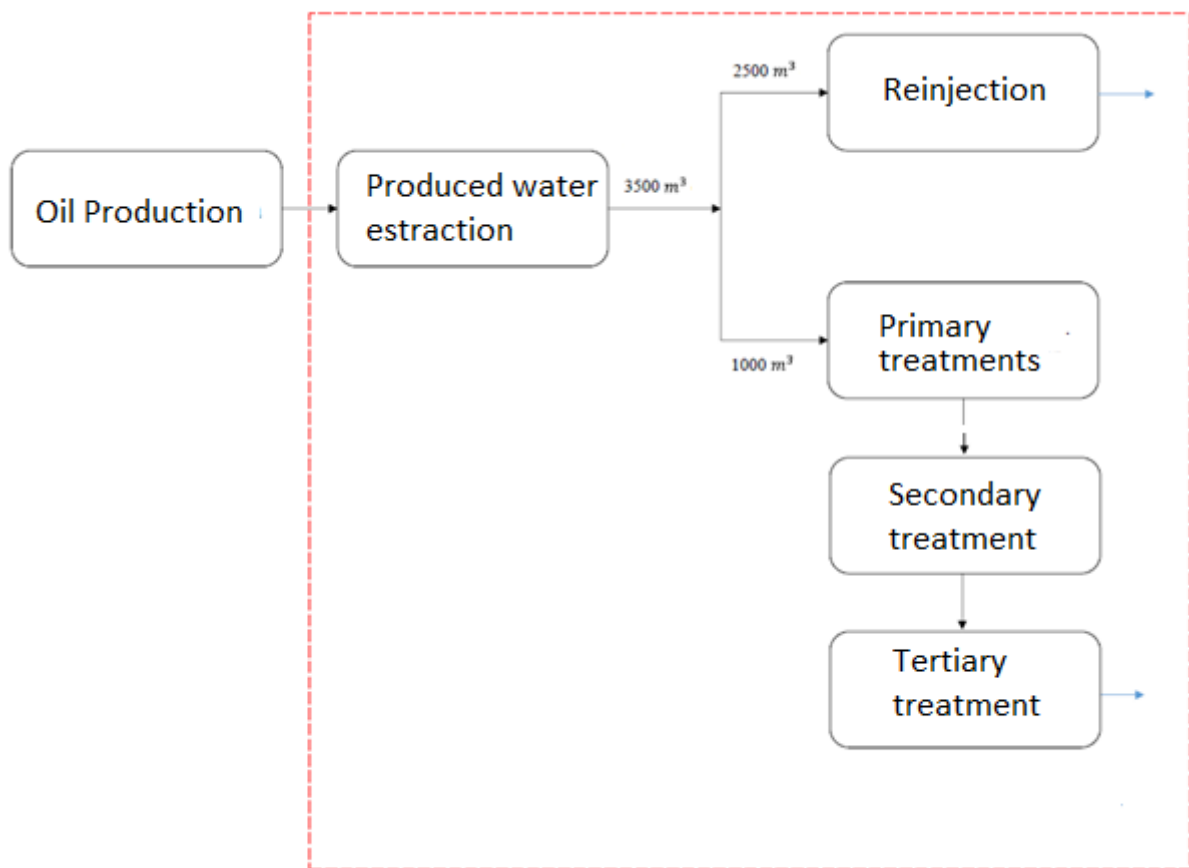 2500 m³
Reinjection
Oil Production
Produced water
estraction
3500 m³
1000 m³
Primary
treatments
Secondary
treatment
Tertiary
treatment